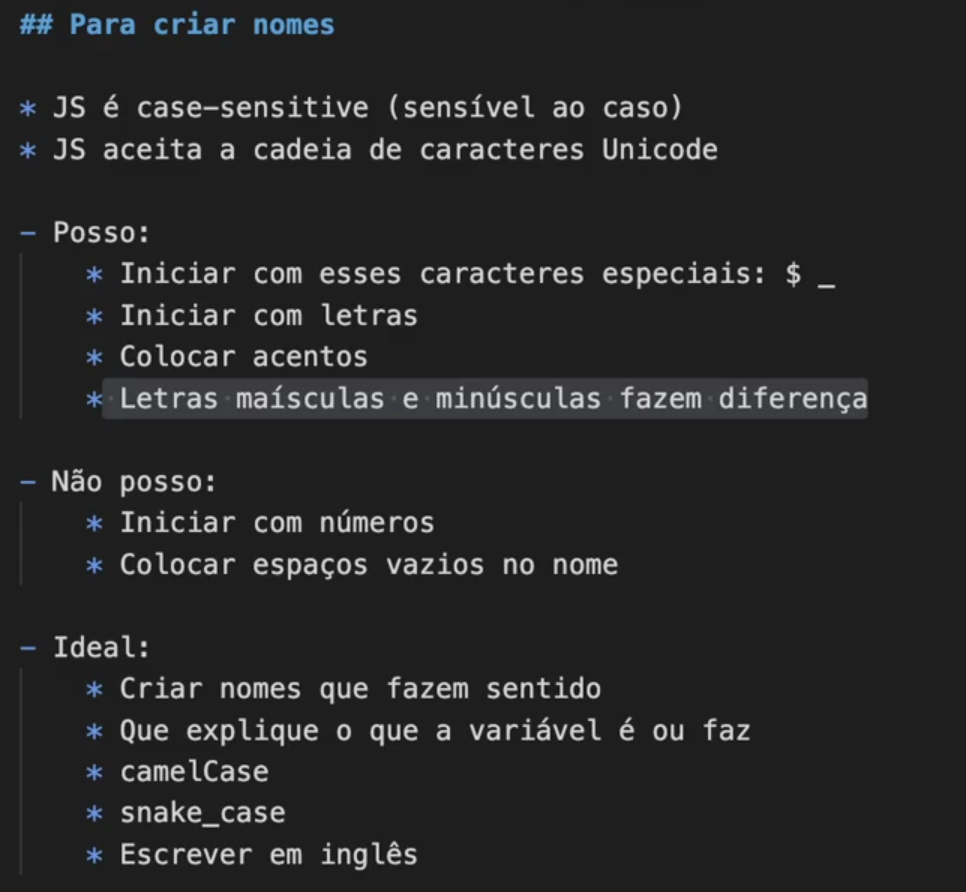 ## Para criar nomes
* JS é case-sensitive (sensível ao caso)
* JS aceita a cadeia de caracteres Unicode
- Posso:
* Iniciar com esses caracteres especiais: $ _
* Iniciar com letras
* Colocar acentos
* Letras maísculas e minúsculas fazem diferença
- Não posso:
* Iniciar com números
* Colocar espaços vazios no nome
- Ideal:
* Criar nomes que fazem sentido
* Que explique o que a variável é ou faz
* camelCase
* snake_case
* Escrever em inglês